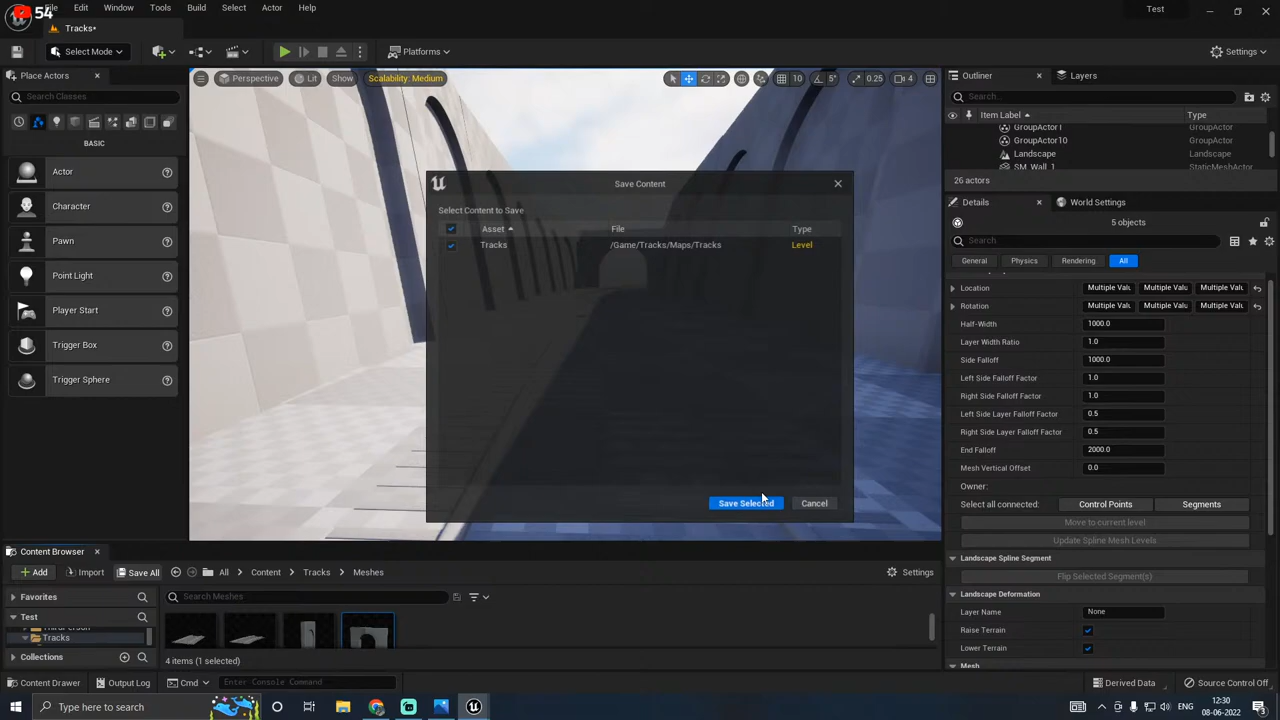 54
File Edit Window Tools Build Select Actor Help
Test
Tracks*
Select Mode
Platforms
Settings
Place Actors
Search Classes
BASIC
Actor
Character
Pawn
Point Light
Player Start
Trigger Box
Trigger Sphere
Perspective Lit Show Scalability: Medium
10 0.25 4
Save Content
Select Content to Save
Asset File Type
Tracks /Game/Tracks/Maps/Tracks Level
Save Selected Cancel
Outliner Layers
Search...
Item Label Type
GroupActor1 GroupActor
GroupActor10 GroupActor
Landscape Landscape
SM_Wall_1 StaticMeshActor
26 actors
Details World Settings
5 objects
Search
General Physics Rendering All
Location Multiple Valu Multiple Valu Multiple Valu
Rotation Multiple Valu Multiple Valu Multiple Valu
Half-Width 1000.0
Layer Width Ratio 1.0
Side Falloff 1000.0
Left Side Falloff Factor 1.0
Right Side Falloff Factor 1.0
Left Side Layer Falloff Factor 0.5
Right Side Layer Falloff Factor 0.5
End Falloff 2000.0
Mesh Vertical Offset 0.0
Owner:
Select all connected: Control Points Segments
Move to current level
Update Spline Mesh Levels
Landscape Spline Segment
Flip Selected Segment(s)
Landscape Deformation
Layer Name None
Raise Terrain
Lower Terrain
Mesh
Content Browser
Add Import Save All All Content Tracks Meshes Settings
Favorites
Search Meshes
Test
ThirdPerson
Tracks
Collections
4 items (1 selected)
Content Drawer Output Log Cmd Enter Console Command Derived Data Source Control Off
Type here to search
12:30
08-06-2022
3